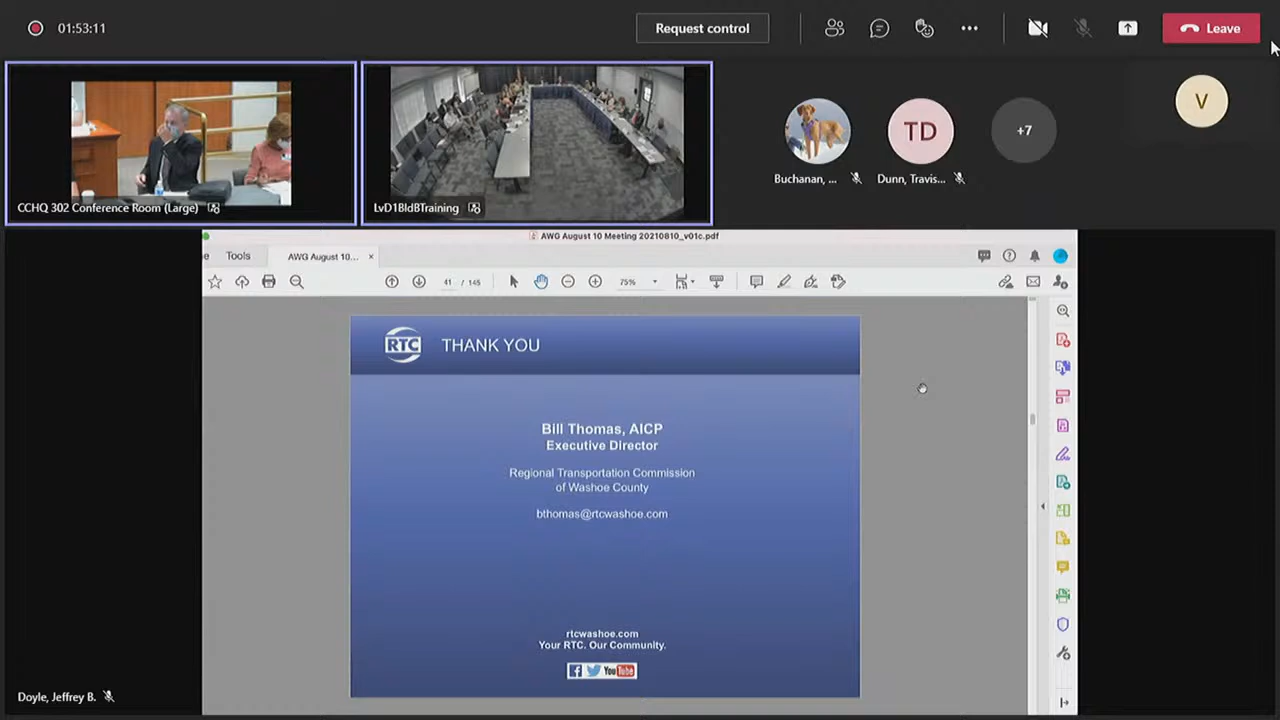 01:53:11
Request control
Leave
CCHQ 302 Conference Room (Large)
LvD1BldBTraining
Buchanan, ...
TD
Dunn, Travis...
+7
V
AWG August 10 Meeting 20210810_v01c.pdf
e Tools AWG August 10... ×
41 / 145 75%
RTC THANK YOU
Bill Thomas, AICP
Executive Director
Regional Transportation Commission
of Washoe County
bthomas@rtcwashoe.com
rtcwashoe.com
Your RTC. Our Community.
f You Tube
Doyle, Jeffrey B.